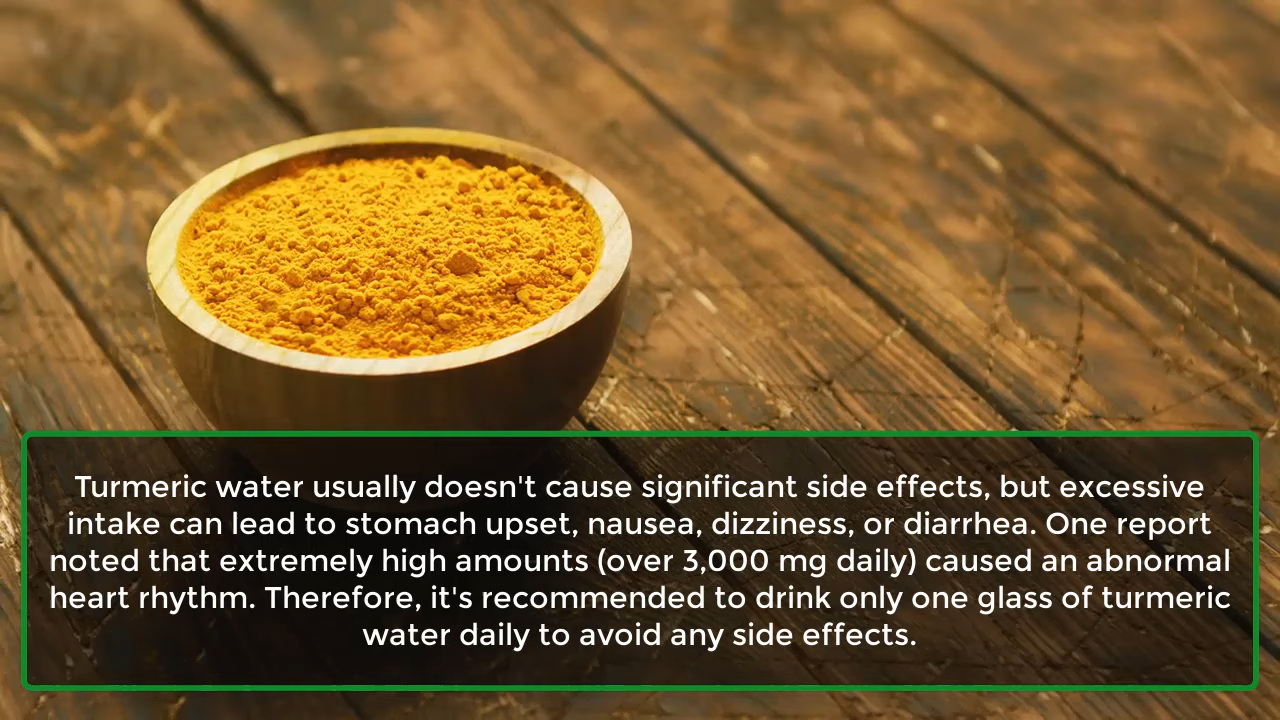 Turmeric water usually doesn't cause significant side effects, but excessive
intake can lead to stomach upset, nausea, dizziness, or diarrhea. One report
noted that extremely high amounts (over 3,000 mg daily) caused an abnormal
heart rhythm. Therefore, it's recommended to drink only one glass of turmeric
water daily to avoid any side effects.